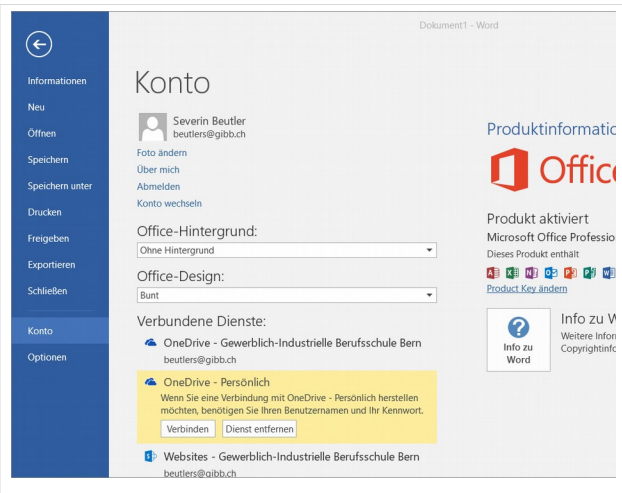 Dokument1 - Word
Informationen
Neu
Öffnen
Speichern
Speichern unter
Drucken
Freigeben
Exportieren
Schließen
Konto
Optionen
Konto
Severin Beutler
beutlers@gibb.ch
Foto ändern
Über mich
Abmelden
Konto wechseln
Office-Hintergrund:
Ohne Hintergrund
Office-Design:
Bunt
Verbundene Dienste:
OneDrive - Gewerblich-Industrielle Berufsschule Bern
beutlers@gibb.ch
OneDrive - Persönlich
Wenn Sie eine Verbindung mit OneDrive - Persönlich herstellen
möchten, benötigen Sie Ihren Benutzernamen und Ihr Kennwort.
Verbinden Dienst entfernen
Websites - Gewerblich-Industrielle Berufsschule Bern
beutlers@gibb.ch
Produktinformatio
Office
Produkt aktiviert
Microsoft Office Professio
Dieses Produkt enthält
Product Key ändern
Info zu
Word
Info zu W
Weitere Inforn
Copyrightinfo